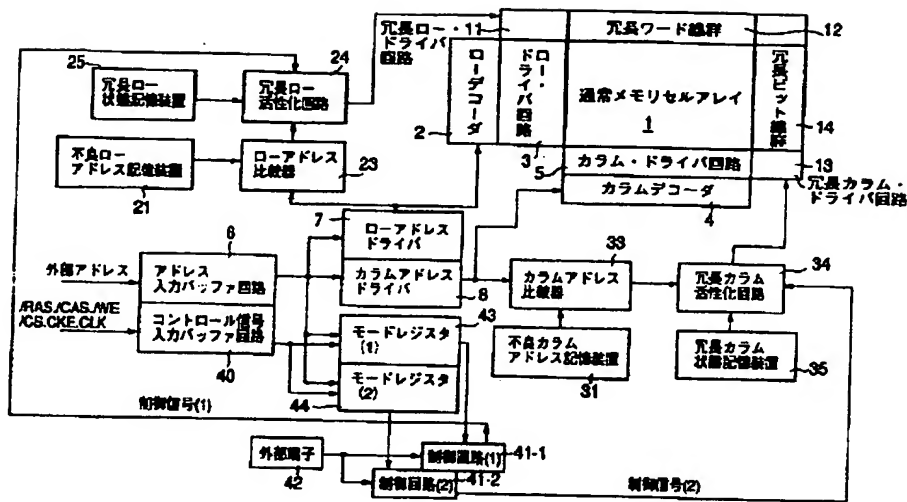 冗長ロー・
ドライバ
回路
11
冗長ワード線群
12
25
冗長ロー
状態記憶装置
24
冗長ロー
活性化回路
ローデコーダ
2
ロー・
ドライバ回路
3
通常メモリセルアレイ
1
冗長ビット線群
14
不良ロー
アドレス記憶装置
21
ローアドレス
比較器
23
5
カラム・ドライバ回路
カラムデコーダ
4
13
冗長カラム・
ドライバ回路
外部アドレス
6
アドレス
入力バッファ回路
7
ローアドレス
ドライバ
カラムアドレス
ドライバ
8
33
カラムアドレス
比較器
冗長カラム
活性化回路
34
/RAS,/CAS,/WE
/CS,CKE,CLK
コントロール信号
入力バッファ回路
40
モードレジスタ
(1)
43
モードレジスタ
(2)
44
不良カラム
アドレス記憶装置
31
冗長カラム
状態記憶装置
35
制御信号(1)
外部端子
42
制御回路(1)
41-1
制御回路(2)
41-2
制御信号(2)